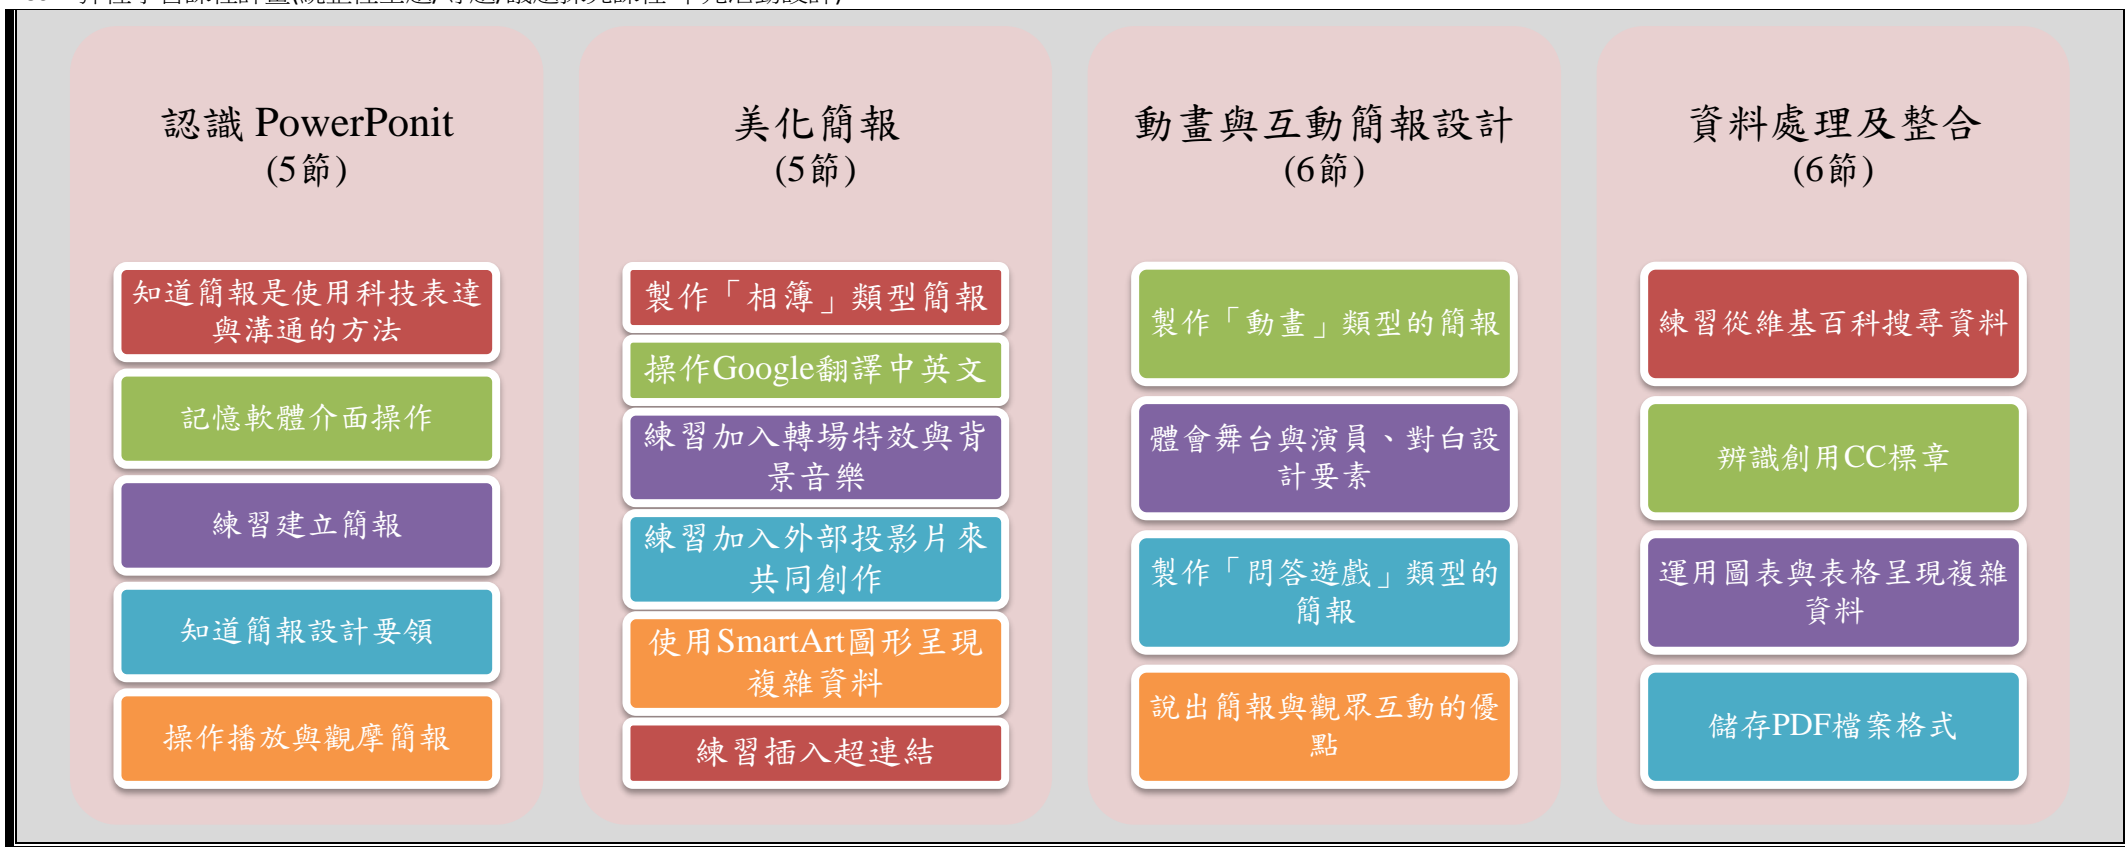 認識 PowerPonit
(5節)
知道簡報是使用科技表達
與溝通的方法
記憶軟體介面操作
練習建立簡報
知道簡報設計要領
操作播放與觀摩簡報
美化簡報
(5節)
製作「相簿」類型簡報
操作Google翻譯中英文
練習加入轉場特效與背
景音樂
練習加入外部投影片來
共同創作
使用SmartArt圖形呈現
複雜資料
練習插入超連結
動畫與互動簡報設計
(6節)
製作「動畫」類型的簡報
體會舞台與演員、對白設
計要素
製作「問答遊戲」類型的
簡報
說出簡報與觀眾互動的優
點
資料處理及整合
(6節)
練習從維基百科搜尋資料
辨識創用CC標章
運用圖表與表格呈現複雜
資料
儲存PDF檔案格式